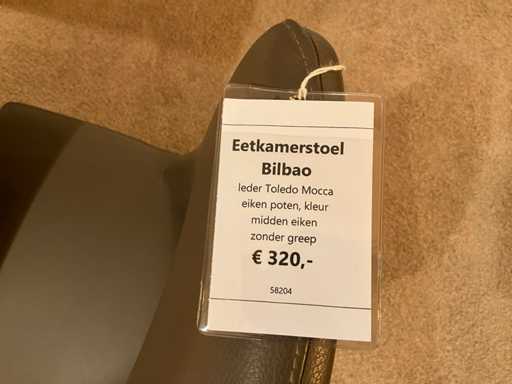 Eetkamerstoel
Bilbao
leder Toledo Mocca
eiken poten, kleur
midden eiken
zonder greep
€ 320,-
58204